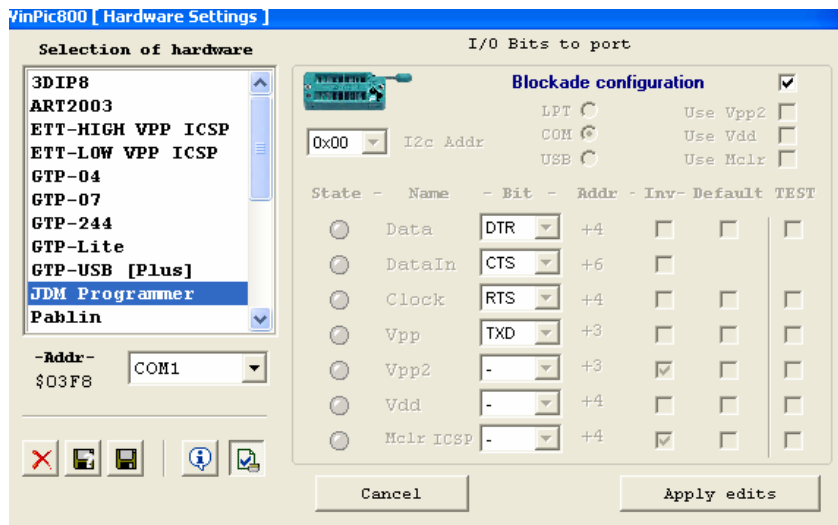 VinPic800 [ Hardware Settings ]
Selection of hardware
3DIP8
ART2003
ETT-HIGH VPP ICSP
ETT-LOW VPP ICSP
GTP-04
GTP-07
GTP-244
GTP-Lite
GTP-USB [Plus]
JDM Programmer
Pablin
-Addr-
$03F8
COM1
I/O Bits to port
Blockade configuration
0x00 I2c Addr
LPT Use Vpp2
COM Use Vdd
USB Use Mclr
State - Name - Bit - Addr - Inv- Default TEST
Data DTR +4
DataIn CTS +6
Clock RTS +4
Vpp TXD +3
Vpp2 - +3
Vdd - +4
Mclr ICSP - +4
Cancel Apply edits